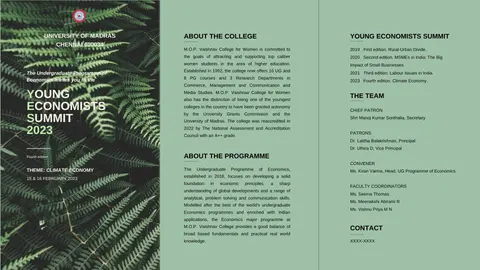 UNIVERSITY OF MADRAS
CHENNAI
The Undergraduate Programme
YOUNG
ECONOMISTS
SUMMIT
2023
Fourth edition
THEME: CLIMATE ECONOMY
15 & 16 FEBRUARY, 2023
ABOUT THE COLLEGE
M.O.P. Vaishnav College for Women is committed to
the goals of attracting and supporting top caliber
women students in the area of higher education.
Established in 1992, the college now offers 16 UG and
8 PG courses and 3 Research Departments in
Commerce, Management and Communication and
Media Studies. M.O.P. Vaishnav College for Women
also has the distinction of being one of the youngest
colleges in the country to have been granted autonomy
by the University Grants Commission and the
University of Madras. The college was reaccredited in
2022 by The National Assessment and Accreditation
Council with an A++ grade.
ABOUT THE PROGRAMME
The Undergraduate Programme of Economics,
established in 2018, focuses on developing a solid
foundation in economic principles, a sharp
understanding of global developments and a range of
analytical, problem solving and communication skills.
Modelled after the best of the world's undergraduate
Economics programmes and enriched with Indian
applications, the Economics major programme at
M.O.P. Vaishnav College provides a good balance of
broad based fundamentals and practical real world
knowledge.
YOUNG ECONOMISTS SUMMIT
2019 First edition. Rural Urban Divide.
2020 Second edition. MSMEs in India: The Big
Impact of Small Businesses
2021 Third edition. Labour Issues in India.
2023 Fourth edition. Climate Economy.
THE TEAM
CHIEF PATRON
Shri Manoj Kumar Sonthalia, Secretary
PATRONS
Dr. Lalitha Balakrishnan, Principal
Dr. Uthira D, Vice Principal
CONVENER
Ms. Kiran Vaima, Head, UG Programme of Economics
FACULTY COORDINATORS
Ms. Seema Thomas
Ms. Meenakshi Abirami R
Ms. Vishnu Priya M N
CONTACT
XXXX-XXXX